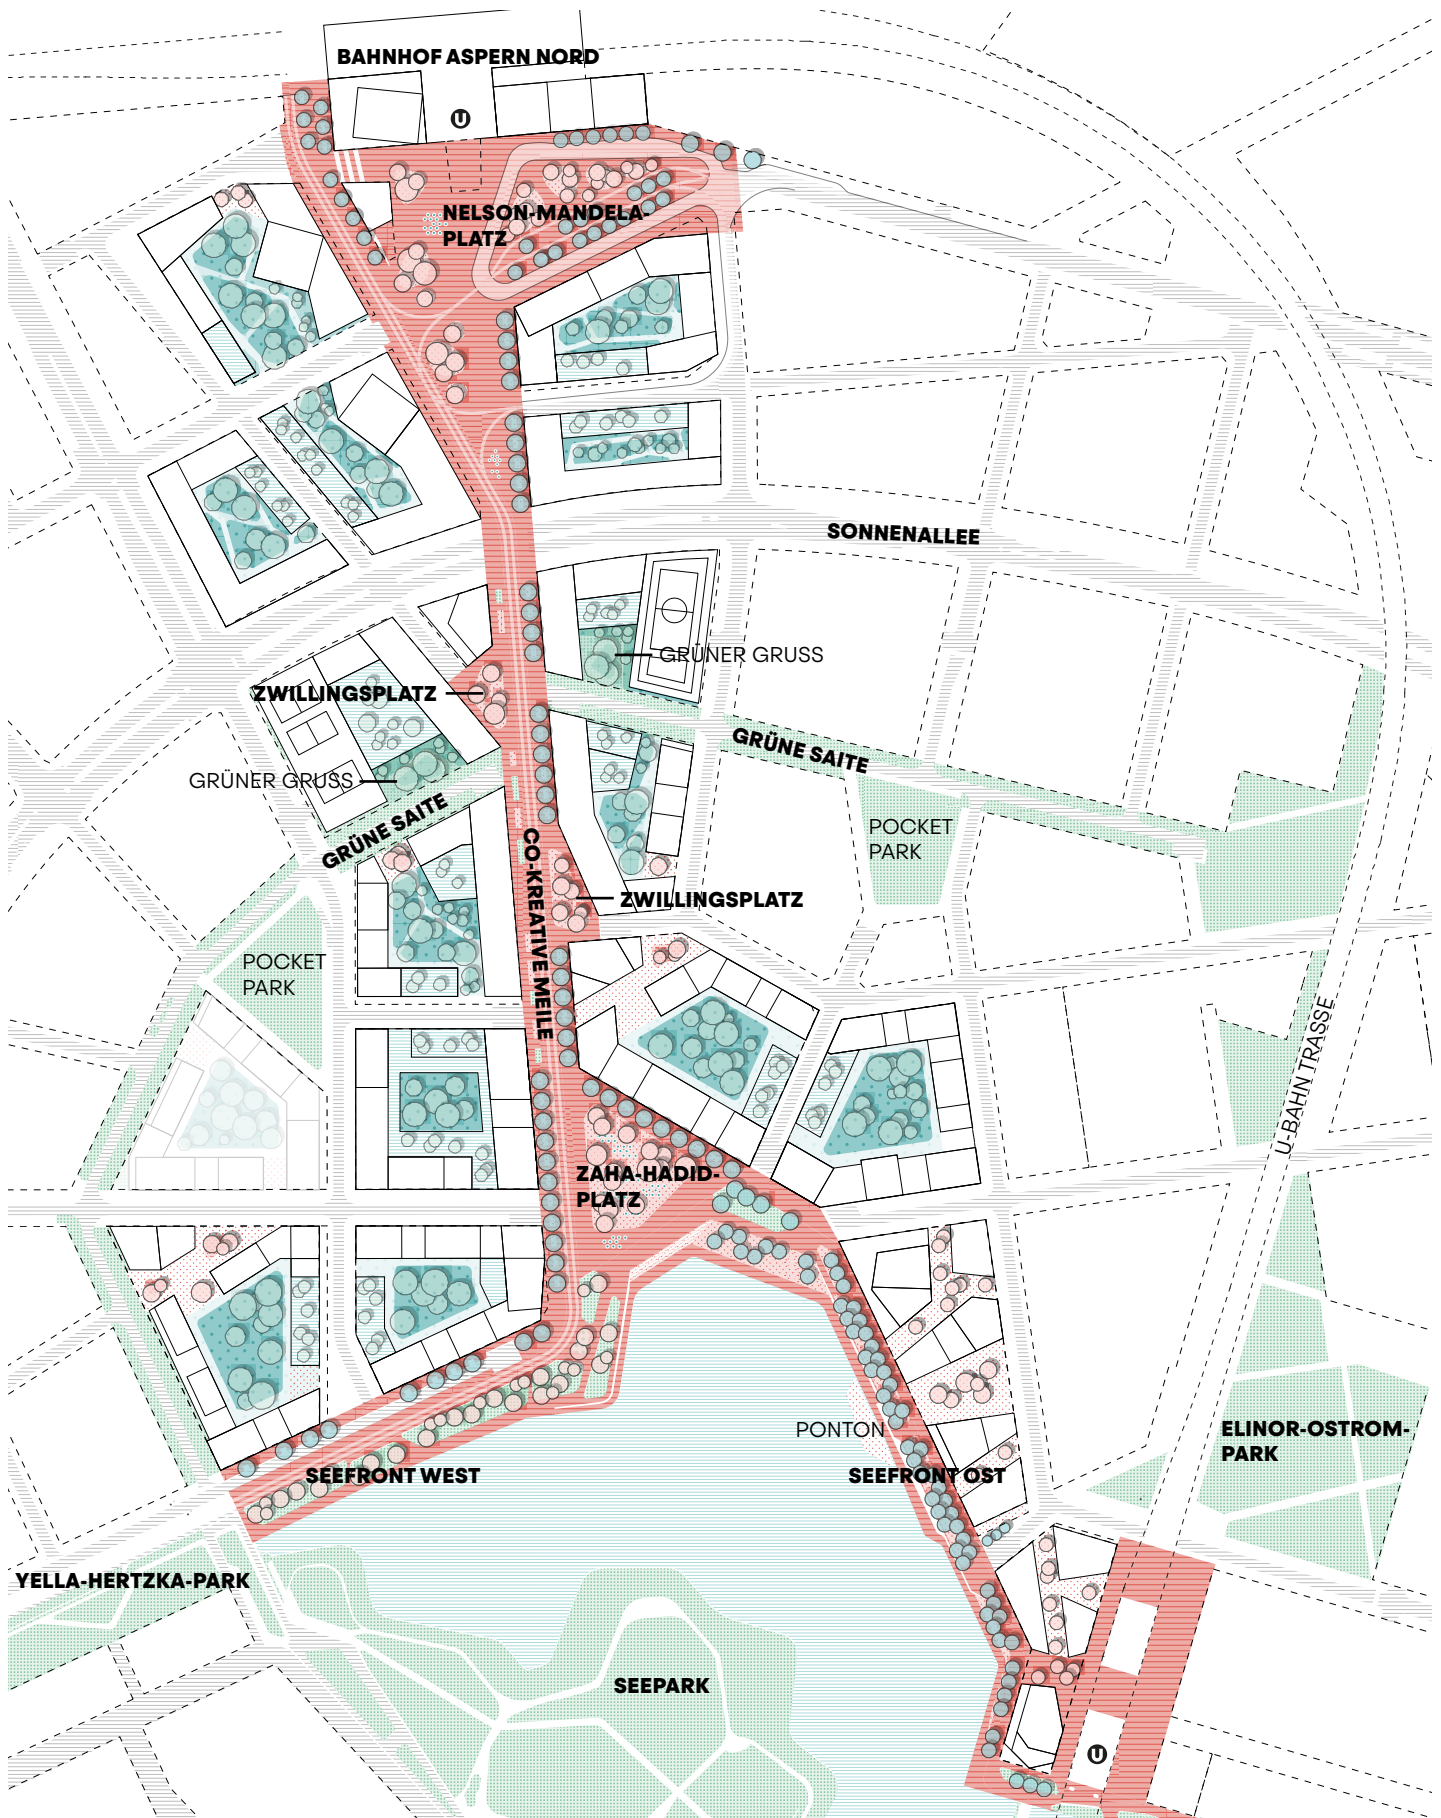 BAHNHOF ASPERN NORD
U
NELSON-MANDELA-
PLATZ
SONNENALLEE
GRÜNER GRUSS
ZWILLINGSPLATZ
GRÜNE SAITE
GRÜNER GRUSS
GRÜNE SAITE
POCKET
PARK
CO-KREATIVE MEILE
ZWILLINGSPLATZ
POCKET
PARK
U-BAHN TRASSE
ZAHA-HADID-
PLATZ
PONTON
ELINOR-OSTROM-
PARK
SEEFRONT WEST
SEEFRONT OST
YELLA-HERTZKA-PARK
SEEPARK
U